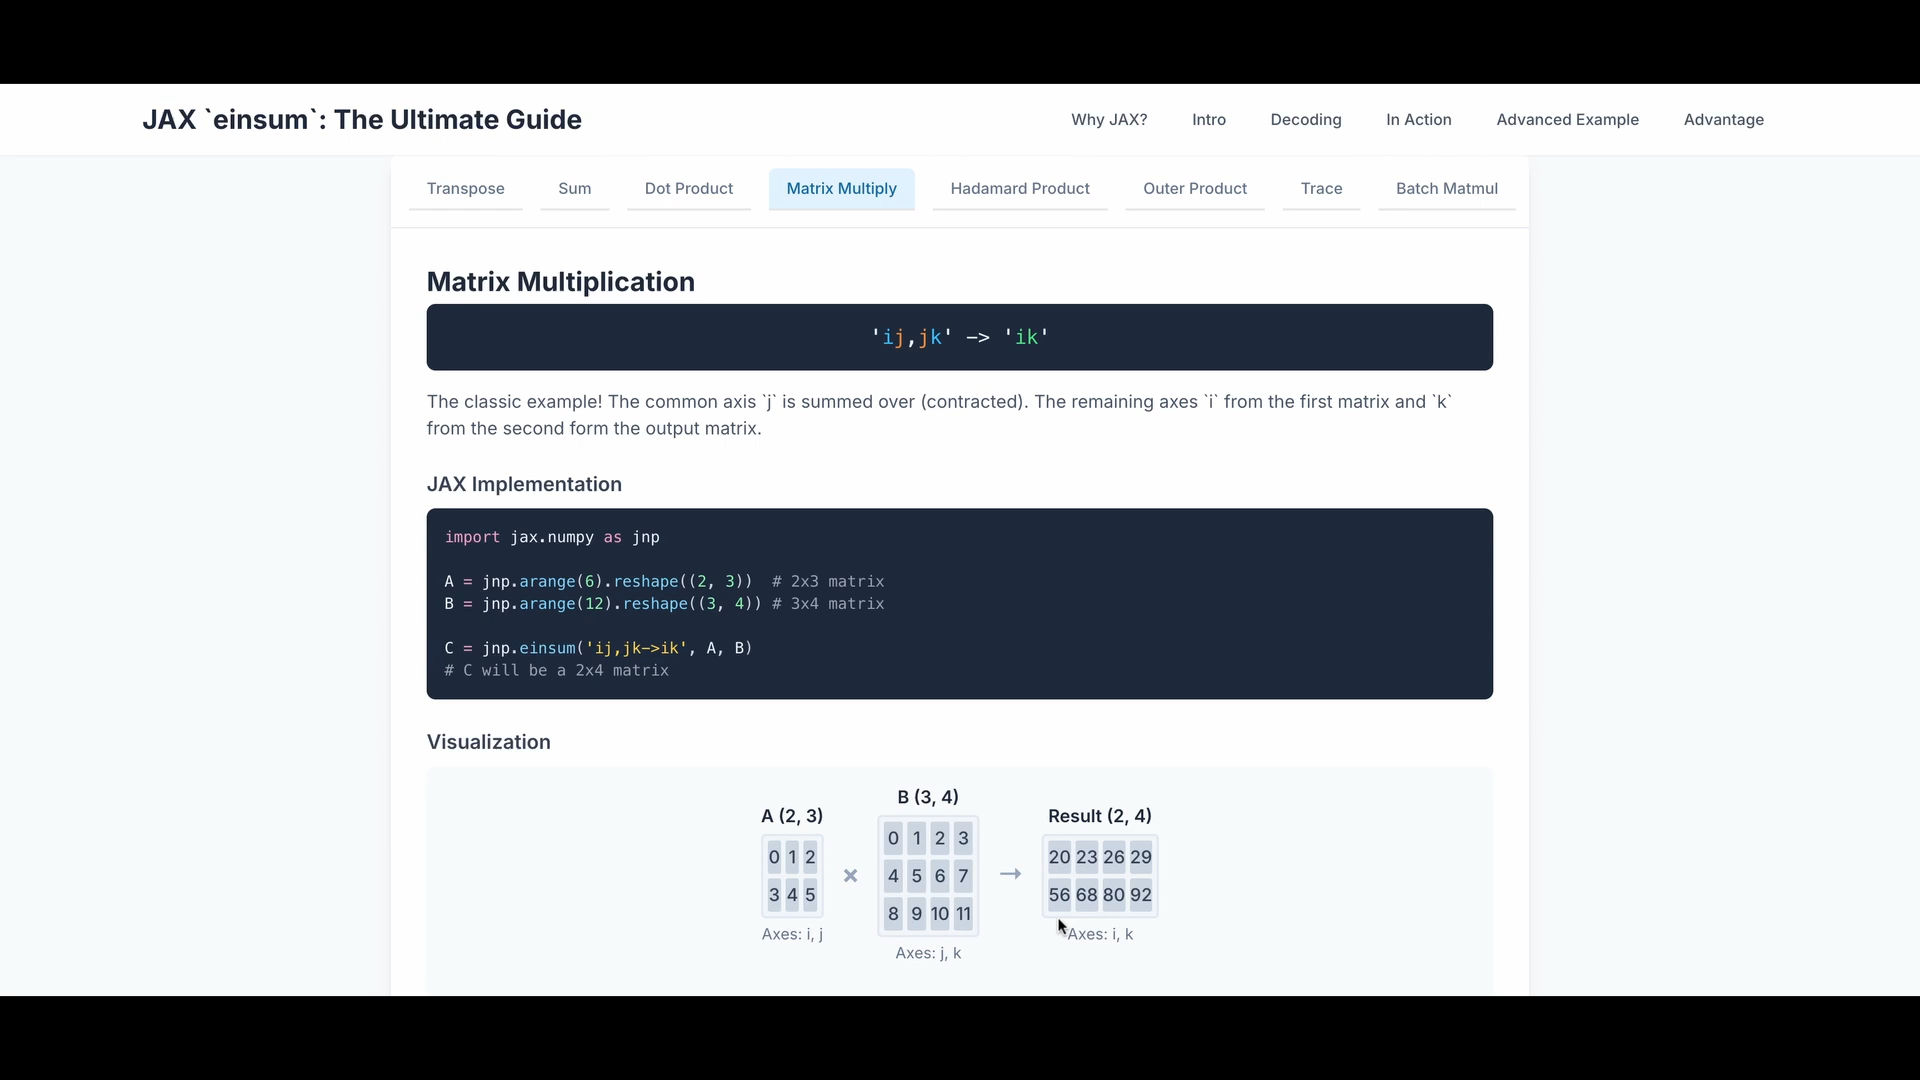 JAX `einsum`: The Ultimate Guide
Why JAX? Intro Decoding In Action Advanced Example Advantage
Transpose Sum Dot Product Matrix Multiply Hadamard Product Outer Product Trace Batch Matmul
Matrix Multiplication
'ij,jk' -> 'ik'
The classic example! The common axis `j` is summed over (contracted). The remaining axes `i` from the first matrix and `k`
from the second form the output matrix.
JAX Implementation
import jax.numpy as jnp
A = jnp.arange(6).reshape((2, 3))  # 2x3 matrix
B = jnp.arange(12).reshape((3, 4)) # 3x4 matrix
C = jnp.einsum('ij,jk->ik', A, B)
# C will be a 2x4 matrix
Visualization
A (2, 3)
0 1 2
3 4 5
Axes: i, j
×
B (3, 4)
0 1 2 3
4 5 6 7
8 9 10 11
Axes: j, k
→
Result (2, 4)
20 23 26 29
56 68 80 92
Axes: i, k